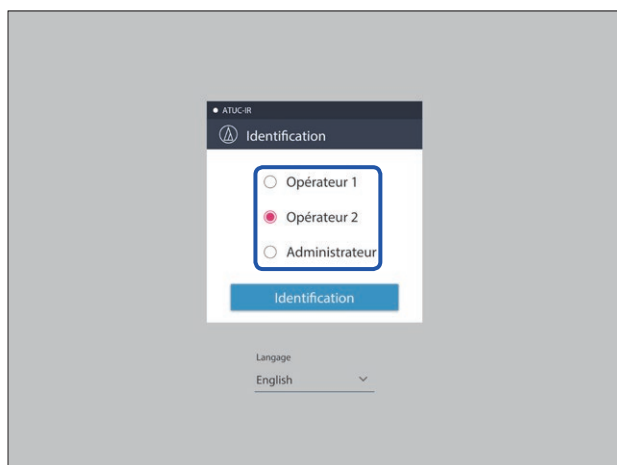 ATUC-IR
Identification
Opérateur 1
Opérateur 2
Administrateur
Identification
Langage
English